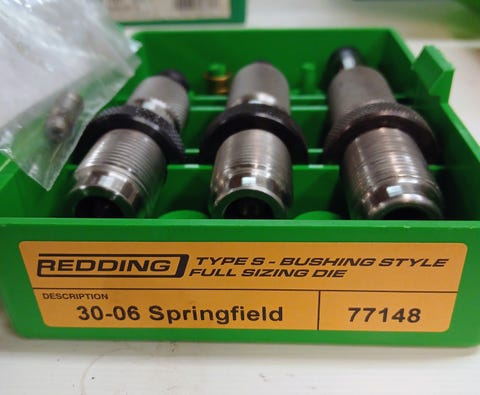 REDDING
TYPE S - BUSHING STYLE
FULL SIZING DIE
DESCRIPTION
30-06 Springfield
77148